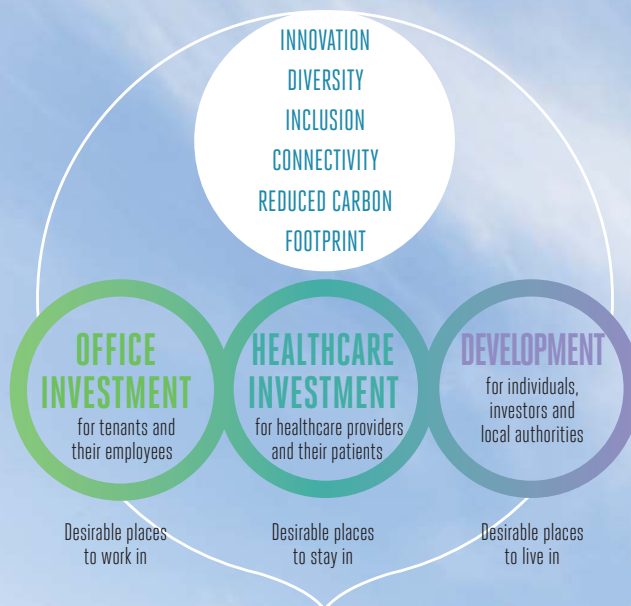 INNOVATION
DIVERSITY
INCLUSION
CONNECTIVITY
REDUCED CARBON
FOOTPRINT
OFFICE
INVESTMENT
for tenants and
their employees
HEALTHCARE
INVESTMENT
for healthcare providers
and their patients
DEVELOPMENT
for individuals,
investors and
local authorities
Desirable places
to work in
Desirable places
to stay in
Desirable places
to live in